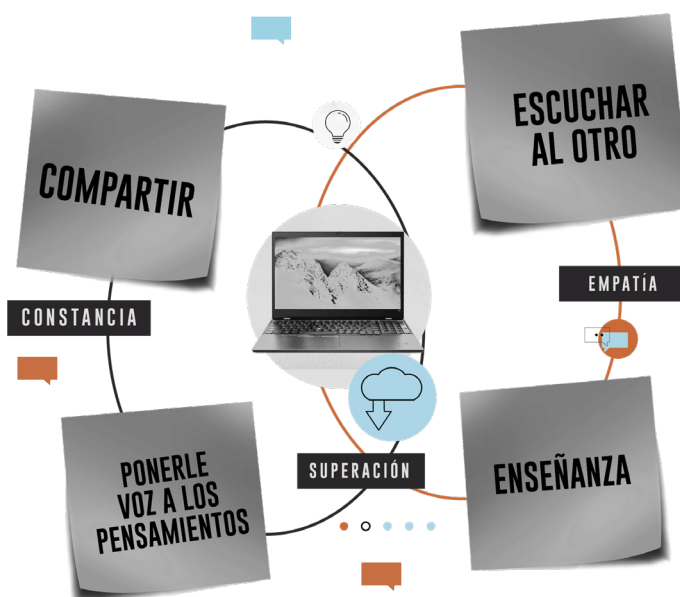 ESCUCHAR
AL OTRO
COMPARTIR
EMPATÍA
CONSTANCIA
PONERLE
VOZ A LOS
PENSAMIENTOS
SUPERACIÓN
ENSEÑANZA